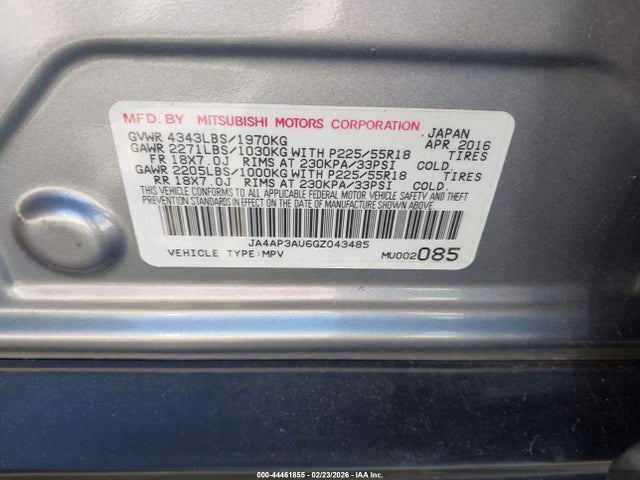 MFD. BY MITSUBISHI MOTORS CORPORATION, JAPAN
GVWR 4343LBS/1970KG APR 2016
GAWR 2271LBS/1030KG WITH P225/55R18 TIRES
FR 18X7.0J RIMS AT 230KPA/33PSI COLD.
GAWR 2205LBS/1000KG WITH P225/55R18 TIRES
RR 18X7.0J RIMS AT 230KPA/33PSI COLD.
THIS VEHICLE CONFORMS TO ALL APPLICABLE FEDERAL MOTOR VEHICLE SAFETY AND THEFT
PREVENTION STANDARDS IN EFFECT ON THE DATE OF MANUFACTURE SHOWN ABOVE.
JA4AP3AU6GZ043485
VEHICLE TYPE:MPV MU002085
000-44461855 - 02/23/2026 - IAA Inc.